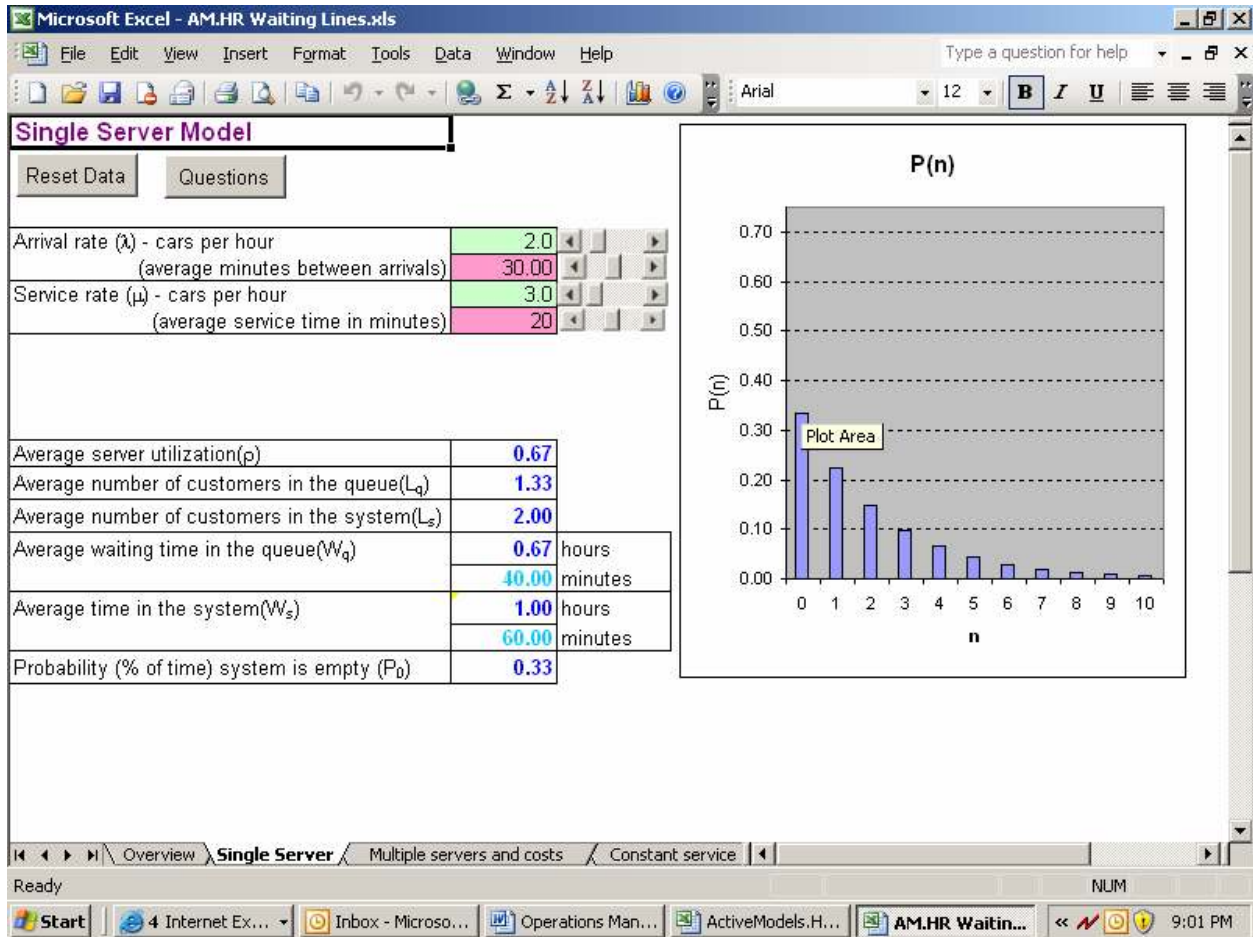 Microsoft Excel - AM.HR Waiting Lines.xls
File Edit View Insert Format Tools Data Window Help
Type a question for help
Arial 12 B I U
Single Server Model
Reset Data Questions
Arrival rate (λ) - cars per hour 2.0
(average minutes between arrivals) 30.00
Service rate (μ) - cars per hour 3.0
(average service time in minutes) 20
Average server utilization(ρ) 0.67
Average number of customers in the queue(Lq) 1.33
Average number of customers in the system(Ls) 2.00
Average waiting time in the queue(Wq) 0.67 hours
40.00 minutes
Average time in the system(Ws) 1.00 hours
60.00 minutes
Probability (% of time) system is empty (P0) 0.33
P(n)
0.70
0.60
0.50
0.40
0.30
0.20
0.10
0.00
P(n)
Plot Area
0 1 2 3 4 5 6 7 8 9 10
n
Overview Single Server Multiple servers and costs Constant service
Ready NUM
Start 4 Internet Ex... Inbox - Microso... Operations Man... ActiveModels.H... AM.HR Waitin... « 9:01 PM